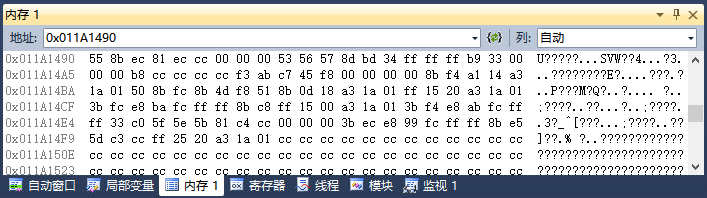 内存 1
地址: 0x011A1490 列: 自动
0x011A1490 55 8b ec 81 ec cc 00 00 00 53 56 57 8d bd 34 ff ff ff b9 33 00 U?????...SVW??4...?3.
0x011A14A5 00 00 b8 cc cc cc cc f3 ab c7 45 f8 00 00 00 00 8b f4 a1 14 a3 ..????????E?....???.?
0x011A14BA 1a 01 50 8b fc 8b 4d f8 51 8b 0d 18 a3 1a 01 ff 15 20 a3 1a 01 ..P???M?Q??..?.... ?..
0x011A14CF 3b fc e8 ba fc ff ff 8b c8 ff 15 00 a3 1a 01 3b f4 e8 ab fc ff ;????..??...?..;????.
0x011A14E4 ff 33 c0 5f 5e 5b 81 c4 cc 00 00 00 3b ec e8 99 fc ff ff 8b e5 .3?_^[???...;????..??
0x011A14F9 5d c3 cc ff 25 20 a3 1a 01 cc cc cc cc cc cc cc cc cc cc cc cc ]??.% ?..????????????
0x011A150E cc cc cc cc cc cc cc cc cc cc cc cc cc cc cc cc cc cc cc cc cc ?????????????????????
0x011A1523 cc cc cc cc cc cc cc cc cc cc cc cc cc cc cc cc cc cc cc cc cc ?????????????????????
自动窗口 局部变量 内存 1 寄存器 线程 模块 监视 1